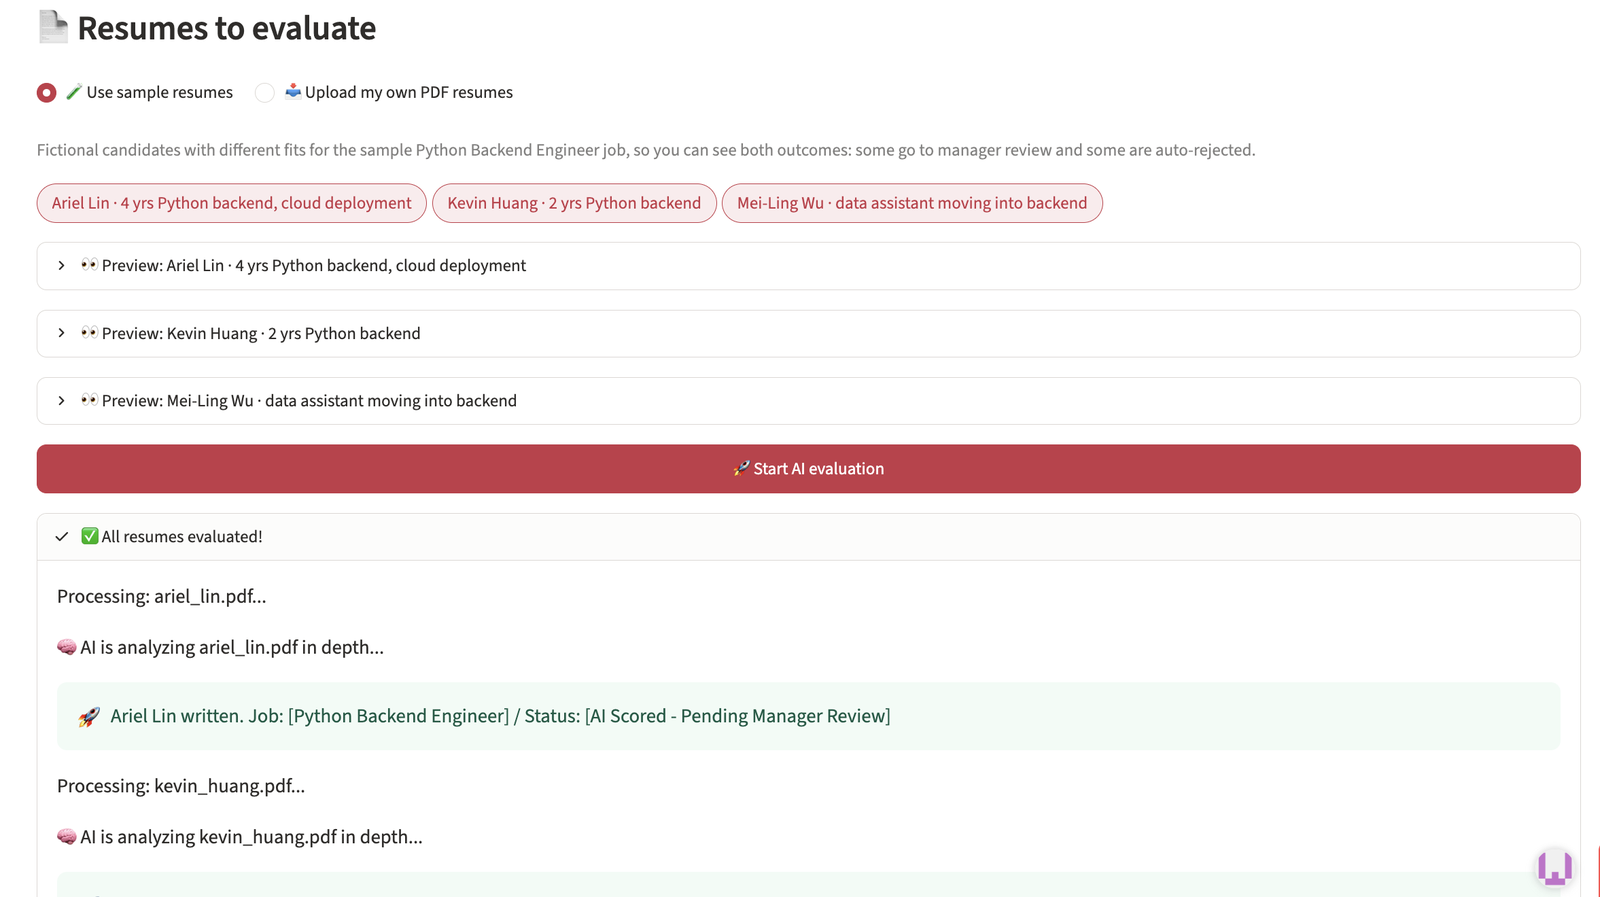 Resumes to evaluate
Use sample resumes
Upload my own PDF resumes
Fictional candidates with different fits for the sample Python Backend Engineer job, so you can see both outcomes: some go to manager review and some are auto-rejected.
Ariel Lin · 4 yrs Python backend, cloud deployment
Kevin Huang · 2 yrs Python backend
Mei-Ling Wu · data assistant moving into backend
Preview: Ariel Lin · 4 yrs Python backend, cloud deployment
Preview: Kevin Huang · 2 yrs Python backend
Preview: Mei-Ling Wu · data assistant moving into backend
Start AI evaluation
All resumes evaluated!
Processing: ariel_lin.pdf...
AI is analyzing ariel_lin.pdf in depth...
Ariel Lin written. Job: [Python Backend Engineer] / Status: [AI Scored - Pending Manager Review]
Processing: kevin_huang.pdf...
AI is analyzing kevin_huang.pdf in depth...